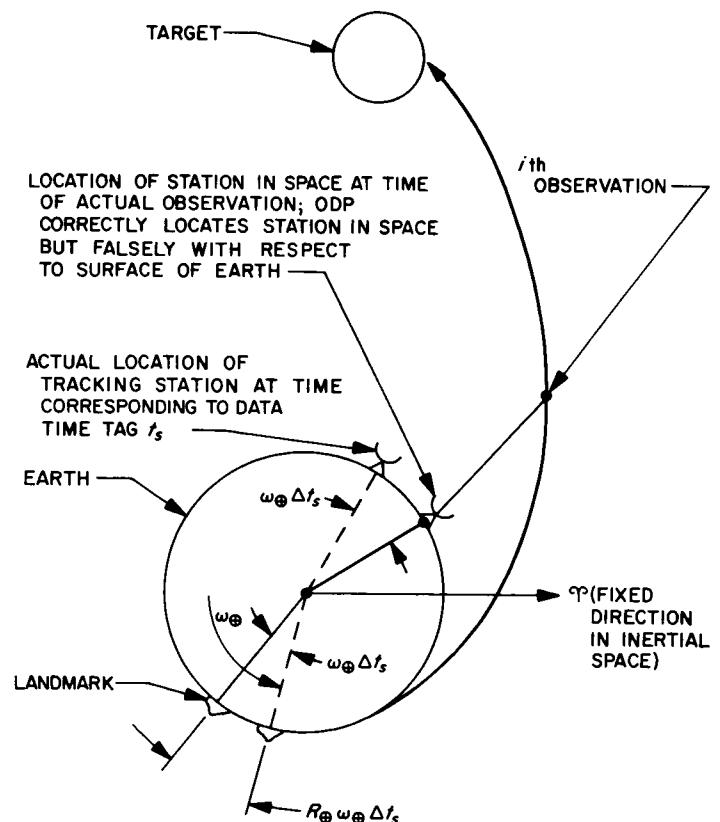 TARGET
ith
OBSERVATION
LOCATION OF STATION IN SPACE AT TIME
OF ACTUAL OBSERVATION; ODP
CORRECTLY LOCATES STATION IN SPACE
BUT FALSELY WITH RESPECT
TO SURFACE OF EARTH
ACTUAL LOCATION OF
TRACKING STATION AT TIME
CORRESPONDING TO DATA
TIME TAG ts
EARTH
ω⊕ Δts
♈(FIXED
DIRECTION
IN INERTIAL
SPACE)
ω⊕
ω⊕ Δts
LANDMARK
R⊕ ω⊕ Δts